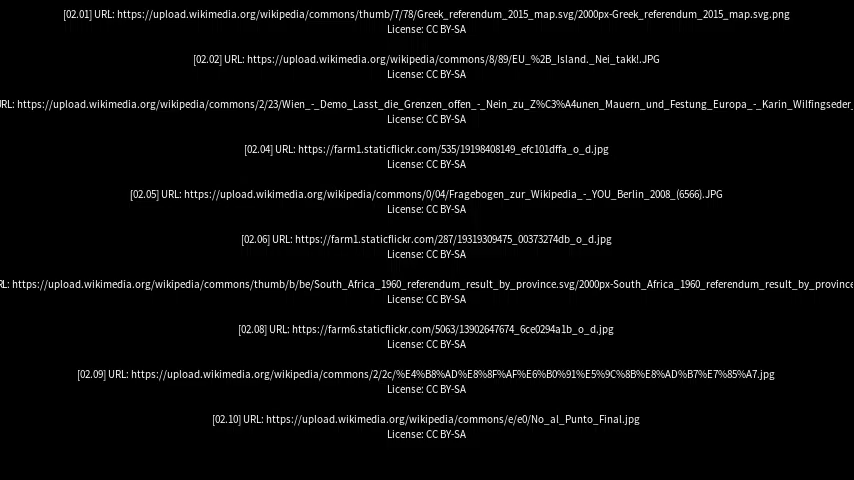 [02.01] URL: https://upload.wikimedia.org/wikipedia/commons/thumb/7/78/Greek_referendum_2015_map.svg/2000px-Greek_referendum_2015_map.svg.png
License: CC BY-SA
[02.02] URL: https://upload.wikimedia.org/wikipedia/commons/8/89/EU_%2B_Island._Nei_takk!.JPG
License: CC BY-SA
URL: https://upload.wikimedia.org/wikipedia/commons/2/23/Wien_-_Demo_Lasst_die_Grenzen_offen_-_Nein_zu_Z%C3%A4unen_Mauern_und_Festung_Europa_-_Karin_Wilfingseder_
License: CC BY-SA
[02.04] URL: https://farm1.staticflickr.com/535/19198408149_efc101dffa_o_d.jpg
License: CC BY-SA
[02.05] URL: https://upload.wikimedia.org/wikipedia/commons/0/04/Fragebogen_zur_Wikipedia_-_YOU_Berlin_2008_(6566).JPG
License: CC BY-SA
[02.06] URL: https://farm1.staticflickr.com/287/19319309475_00373274db_o_d.jpg
License: CC BY-SA
RL: https://upload.wikimedia.org/wikipedia/commons/thumb/b/be/South_Africa_1960_referendum_result_by_province.svg/2000px-South_Africa_1960_referendum_result_by_province
License: CC BY-SA
[02.08] URL: https://farm6.staticflickr.com/5063/13902647674_6ce0294a1b_o_d.jpg
License: CC BY-SA
[02.09] URL: https://upload.wikimedia.org/wikipedia/commons/2/2c/%E4%B8%AD%E8%8F%AF%E6%B0%91%E5%9C%8B%E8%AD%B7%E7%85%A7.jpg
License: CC BY-SA
[02.10] URL: https://upload.wikimedia.org/wikipedia/commons/e/e0/No_al_Punto_Final.jpg
License: CC BY-SA